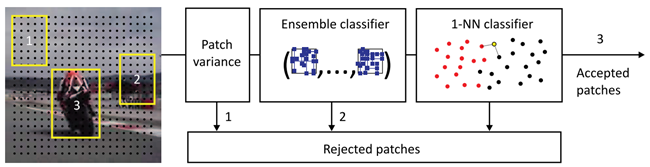 1
2
3
Patch
variance
Ensemble classifier
( ,..., )
1-NN classifier
3
Accepted
patches
1
2
Rejected patches